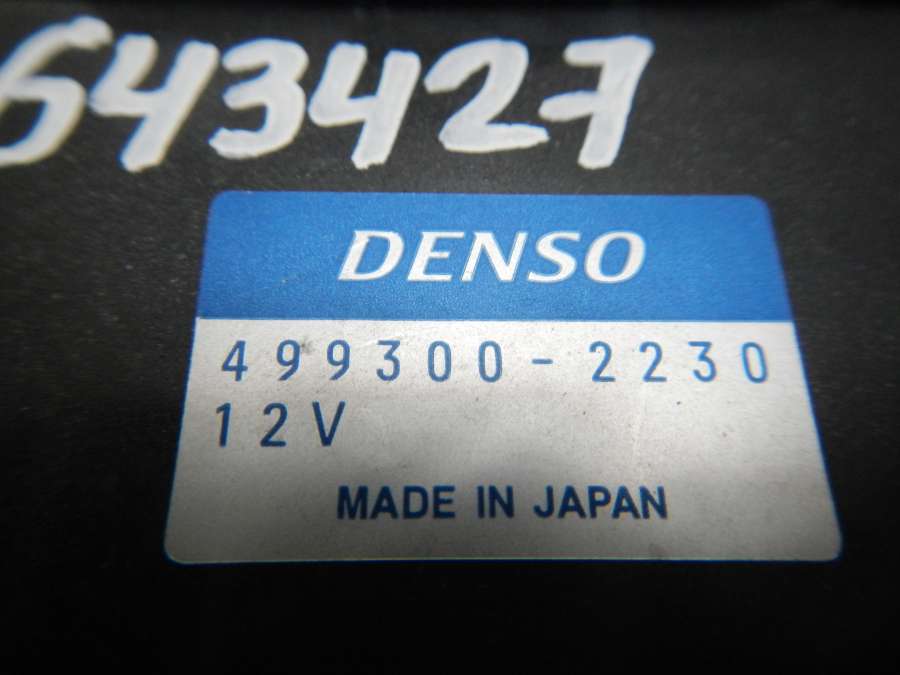 643427
DENSO
499300-2230
12V
MADE IN JAPAN